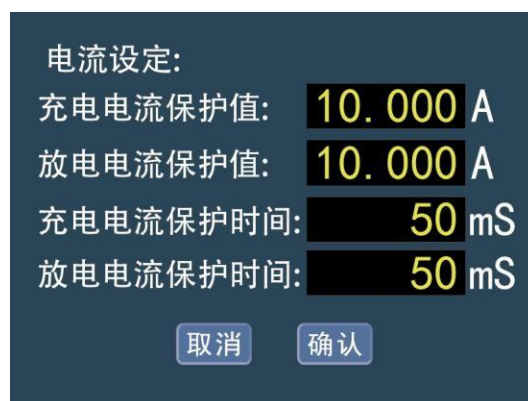 电流设定:
充电电流保护值: 10.000 A
放电电流保护值: 10.000 A
充电电流保护时间: 50 mS
放电电流保护时间: 50 mS
取消 确认